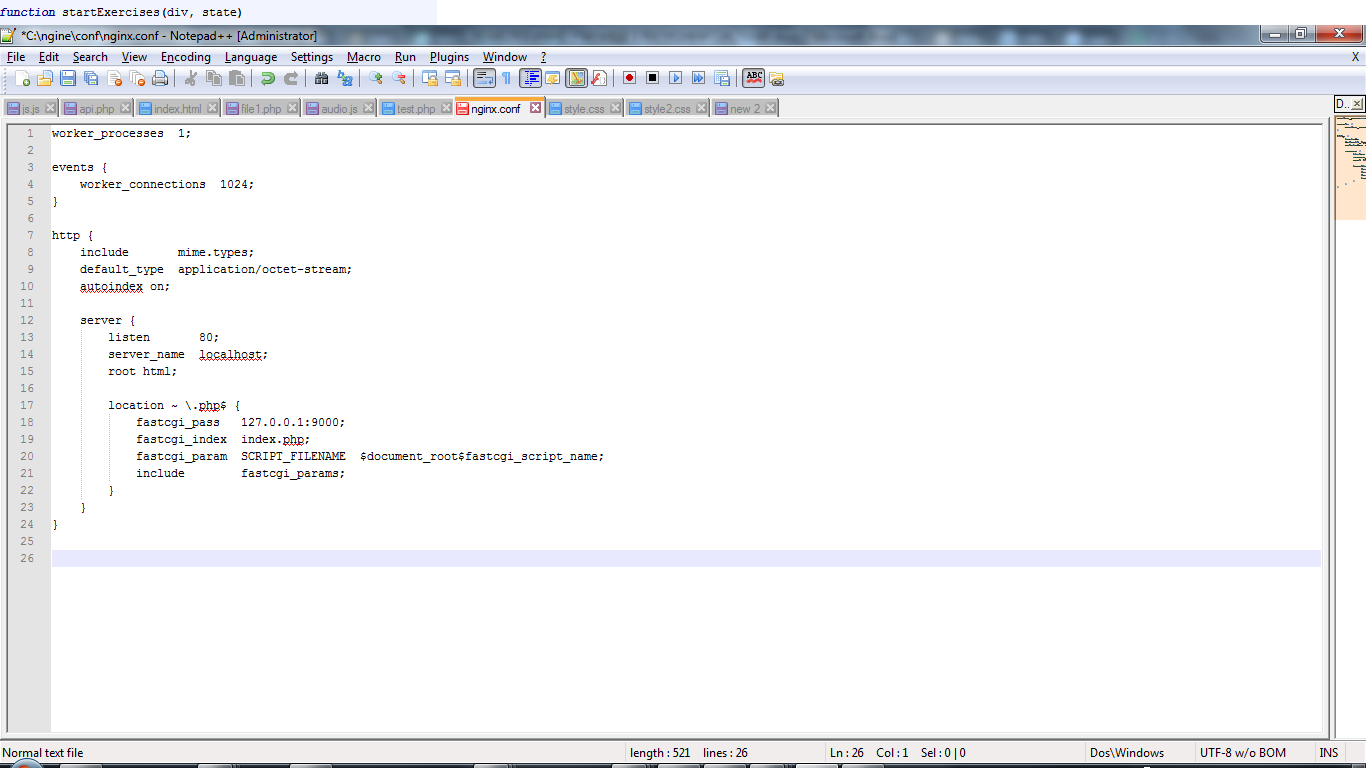 function startExercises(div, state)
*C:\ngine\conf\nginx.conf - Notepad++ [Administrator]
File Edit Search View Encoding Language Settings Macro Run Plugins Window ? X
ABC
js.js api.php index.html file1.php audio.js test.php nginx.conf style.css style2.css new 2 D..
1 worker_processes  1;
2
3 events {
4     worker_connections  1024;
5 }
6
7 http {
8     include       mime.types;
9     default_type  application/octet-stream;
10     autoindex on;
11
12     server {
13         listen       80;
14         server_name  localhost;
15         root html;
16
17         location ~ \.php$ {
18             fastcgi_pass   127.0.0.1:9000;
19             fastcgi_index  index.php;
20             fastcgi_param  SCRIPT_FILENAME  $document_root$fastcgi_script_name;
21             include        fastcgi_params;
22         }
23     }
24 }
25
26
Normal text file length : 521 lines : 26 Ln : 26 Col : 1 Sel : 0 | 0 Dos\Windows UTF-8 w/o BOM INS